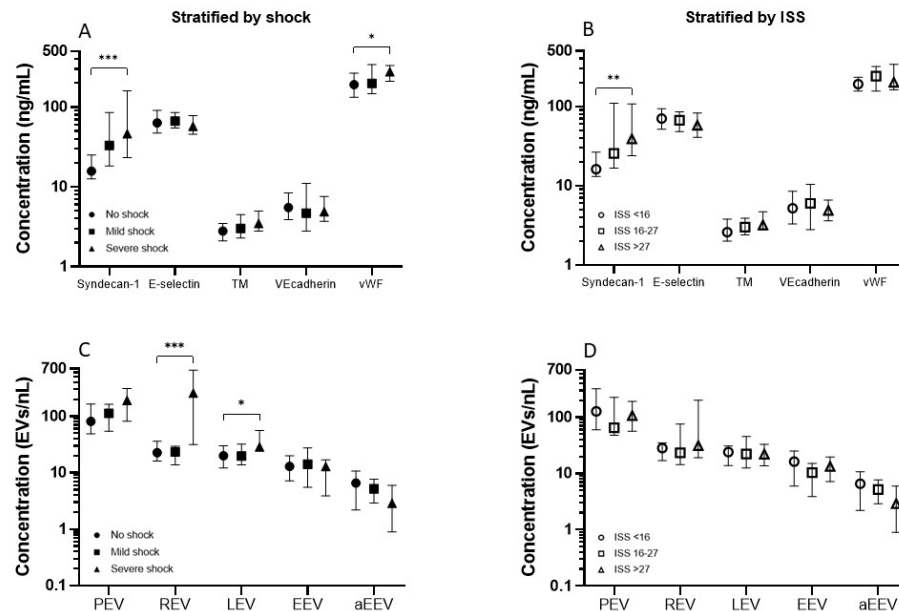 Stratified by shock
A
Concentration (ng/mL)
500
100
10
1
***
*
No shock
Mild shock
Severe shock
Syndecan-1 E-selectin TM VEcadherin vWF
Stratified by ISS
B
Concentration (ng/mL)
500
100
10
1
**
ISS <16
ISS 16-27
ISS >27
Syndecan-1 E-selectin TM VEcadherin vWF
C
Concentration (EVs/nL)
700
100
10
1
0.1
***
*
No shock
Mild shock
Severe shock
PEV REV LEV EEV aEEV
D
Concentration (EVs/nL)
700
100
10
1
0.1
ISS <16
ISS 16-27
ISS >27
PEV REV LEV EEV aEEV